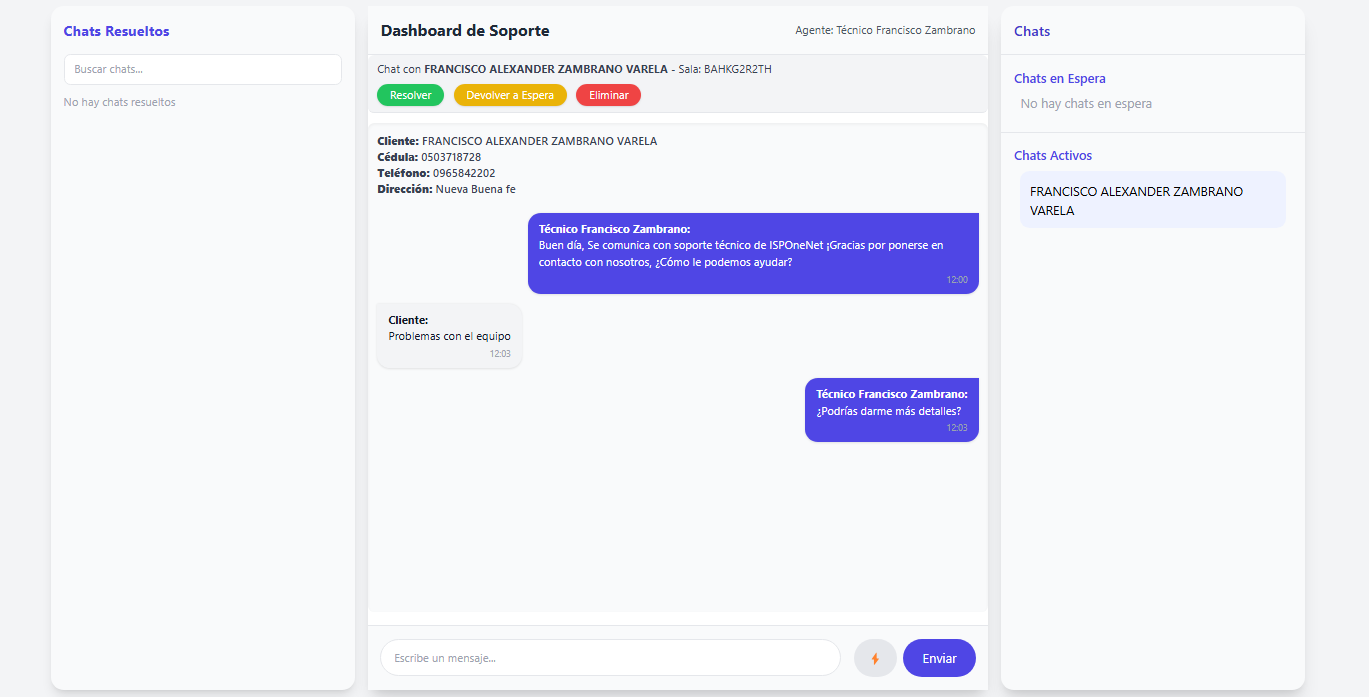 Chats Resueltos
Buscar chats...
No hay chats resueltos
Dashboard de Soporte
Agente: Técnico Francisco Zambrano
Chat con FRANCISCO ALEXANDER ZAMBRANO VARELA - Sala: BAHKG2R2TH
Resolver
Devolver a Espera
Eliminar
Cliente: FRANCISCO ALEXANDER ZAMBRANO VARELA
Cédula: 0503718728
Teléfono: 0965842202
Dirección: Nueva Buena fe
Técnico Francisco Zambrano:
Buen día, Se comunica con soporte técnico de ISPOneNet ¡Gracias por ponerse en
contacto con nosotros, ¿Cómo le podemos ayudar?
12:00
Cliente:
Problemas con el equipo
12:03
Técnico Francisco Zambrano:
¿Podrías darme más detalles?
12:03
Escribe un mensaje...
Enviar
Chats
Chats en Espera
No hay chats en espera
Chats Activos
FRANCISCO ALEXANDER ZAMBRANO
VARELA